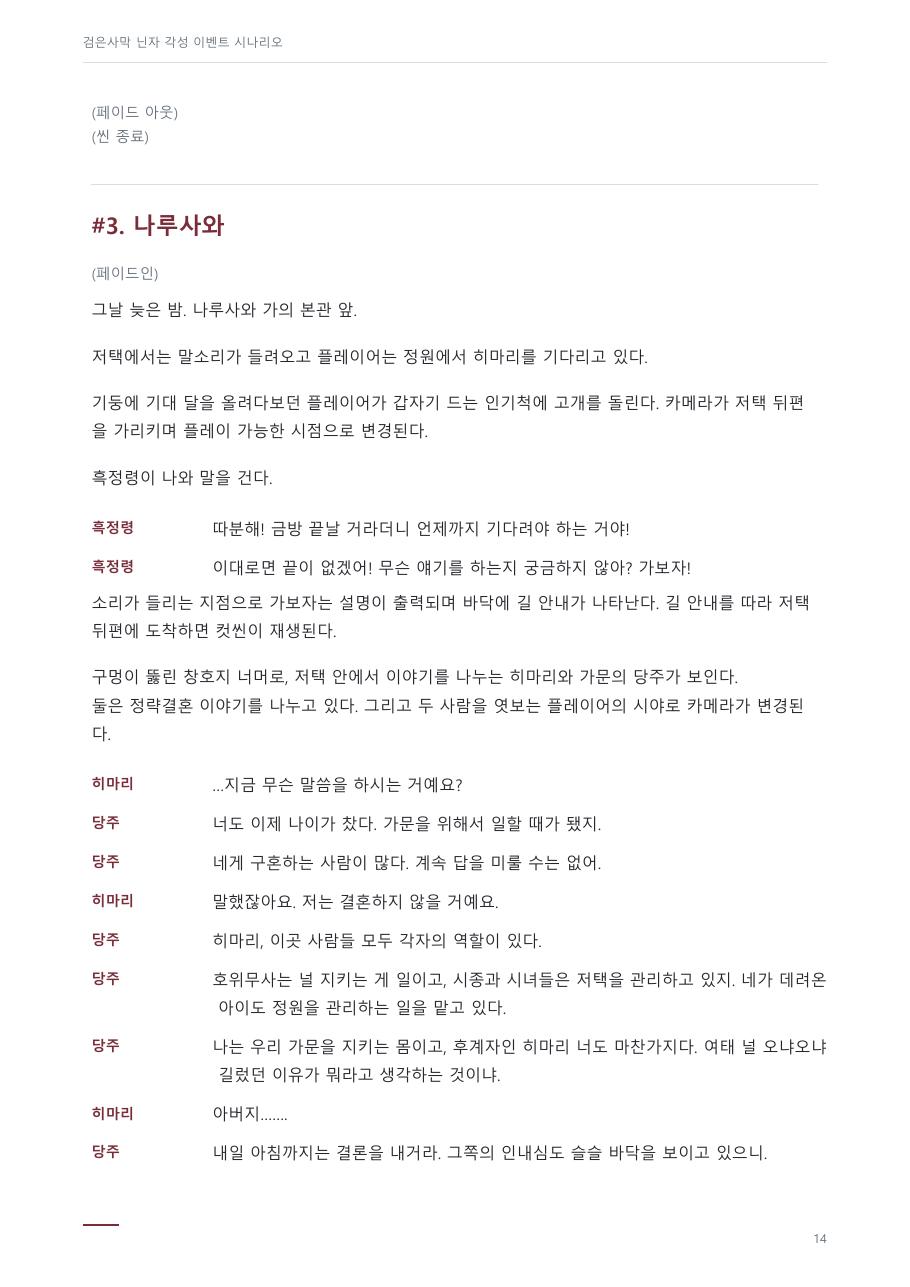 검은사막 닌자 각성 이벤트 시나리오
(페이드 아웃)
(씬 종료)
#3. 나루사와
(페이드인)
그날 늦은 밤. 나루사와 가의 본관 앞.
저택에서는 말소리가 들려오고 플레이어는 정원에서 히마리를 기다리고 있다.
기둥에 기대 달을 올려다보던 플레이어가 갑자기 드는 인기척에 고개를 돌린다. 카메라가 저택 뒤편
을 가리키며 플레이 가능한 시점으로 변경된다.
흑정령이 나와 말을 건다.
흑정령 따분해! 금방 끝날 거라더니 언제까지 기다려야 하는 거야!
흑정령 이대로면 끝이 없겠어! 무슨 얘기를 하는지 궁금하지 않아? 가보자!
소리가 들리는 지점으로 가보자는 설명이 출력되며 바닥에 길 안내가 나타난다. 길 안내를 따라 저택
뒤편에 도착하면 컷씬이 재생된다.
구멍이 뚫린 창호지 너머로, 저택 안에서 이야기를 나누는 히마리와 가문의 당주가 보인다.
둘은 정략결혼 이야기를 나누고 있다. 그리고 두 사람을 엿보는 플레이어의 시야로 카메라가 변경된
다.
히마리 ...지금 무슨 말씀을 하시는 거예요?
당주 너도 이제 나이가 찼다. 가문을 위해서 일할 때가 됐지.
당주 네게 구혼하는 사람이 많다. 계속 답을 미룰 수는 없어.
히마리 말했잖아요. 저는 결혼하지 않을 거예요.
당주 히마리, 이곳 사람들 모두 각자의 역할이 있다.
당주 호위무사는 널 지키는 게 일이고, 시종과 시녀들은 저택을 관리하고 있지. 네가 데려온
아이도 정원을 관리하는 일을 맡고 있다.
당주 나는 우리 가문을 지키는 몸이고, 후계자인 히마리 너도 마찬가지다. 여태 널 오냐오냐
길렀던 이유가 뭐라고 생각하는 것이냐.
히마리 아버지.......
당주 내일 아침까지는 결론을 내거라. 그쪽의 인내심도 슬슬 바닥을 보이고 있으니.
14